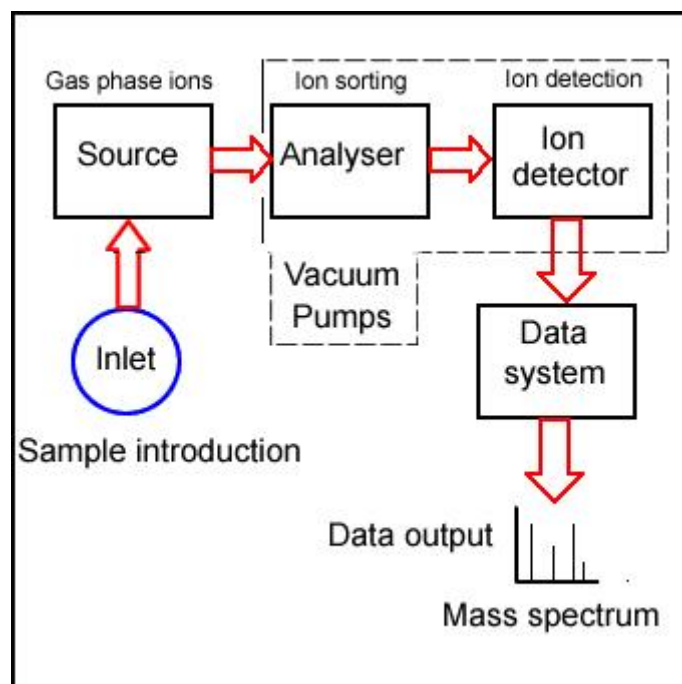 Gas phase ions
Ion sorting
Ion detection
Source
Analyser
Ion
detector
Vacuum
Pumps
Inlet
Data
system
Sample introduction
Data output
Mass spectrum